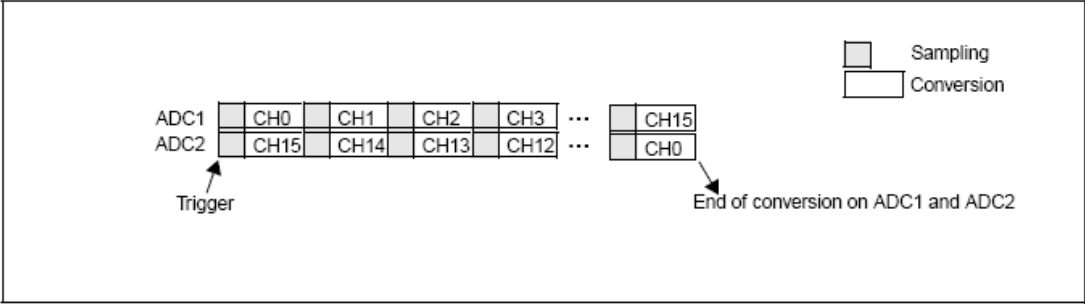 Sampling
Conversion
ADC1 CH0 CH1 CH2 CH3 ... CH15
ADC2 CH15 CH14 CH13 CH12 ... CH0
Trigger
End of conversion on ADC1 and ADC2